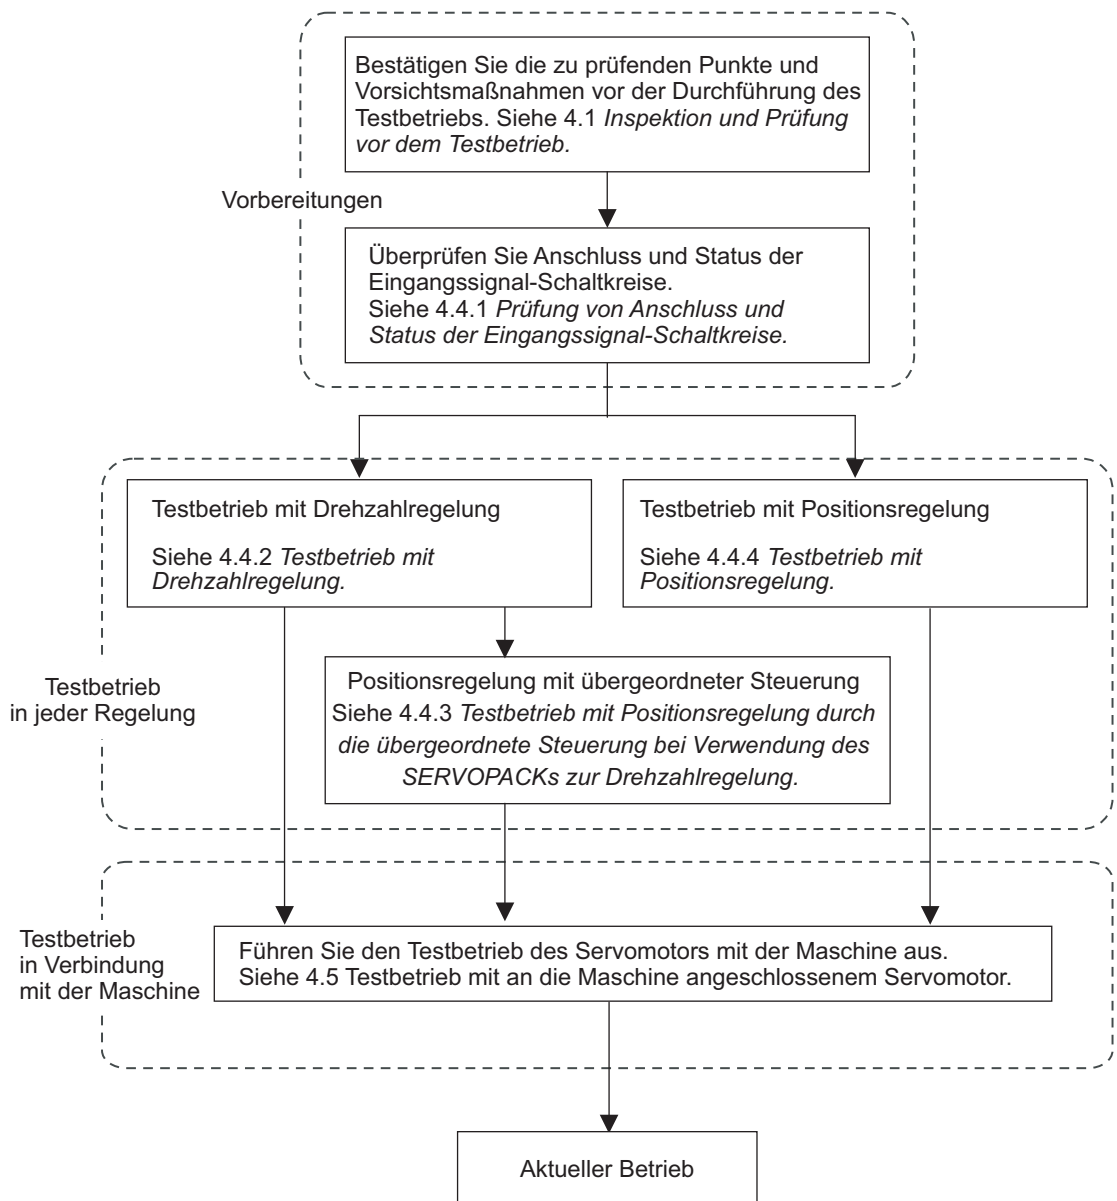 Bestätigen Sie die zu prüfenden Punkte und
Vorsichtsmaßnahmen vor der Durchführung des
Testbetriebs. Siehe 4.1 Inspektion und Prüfung
vor dem Testbetrieb.
Vorbereitungen
Überprüfen Sie Anschluss und Status der
Eingangssignal-Schaltkreise.
Siehe 4.4.1 Prüfung von Anschluss und
Status der Eingangssignal-Schaltkreise.
Testbetrieb mit Drehzahlregelung
Siehe 4.4.2 Testbetrieb mit
Drehzahlregelung.
Testbetrieb mit Positionsregelung
Siehe 4.4.4 Testbetrieb mit
Positionsregelung.
Testbetrieb
in jeder Regelung
Positionsregelung mit übergeordneter Steuerung
Siehe 4.4.3 Testbetrieb mit Positionsregelung durch
die übergeordnete Steuerung bei Verwendung des
SERVOPACKs zur Drehzahlregelung.
Testbetrieb
in Verbindung
mit der Maschine
Führen Sie den Testbetrieb des Servomotors mit der Maschine aus.
Siehe 4.5 Testbetrieb mit an die Maschine angeschlossenem Servomotor.
Aktueller Betrieb